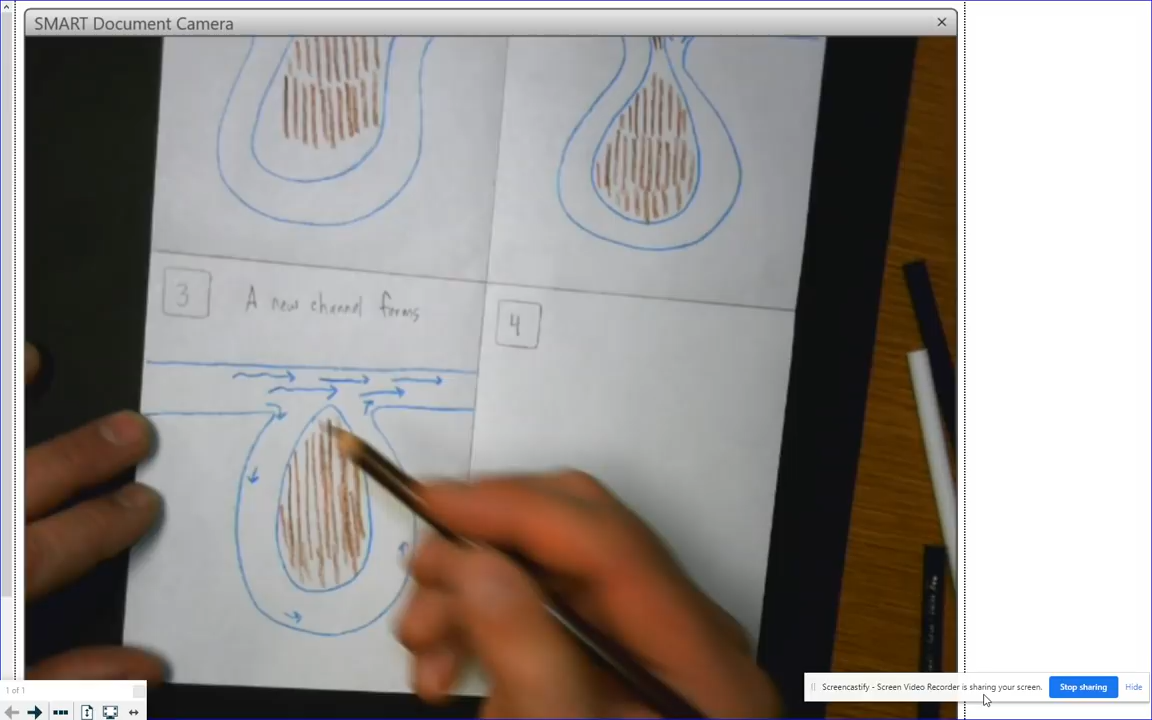 SMART Document Camera
3
A new channel forms
4
1 of 1
Screencastify - Screen Video Recorder is sharing your screen.
Stop sharing
Hide